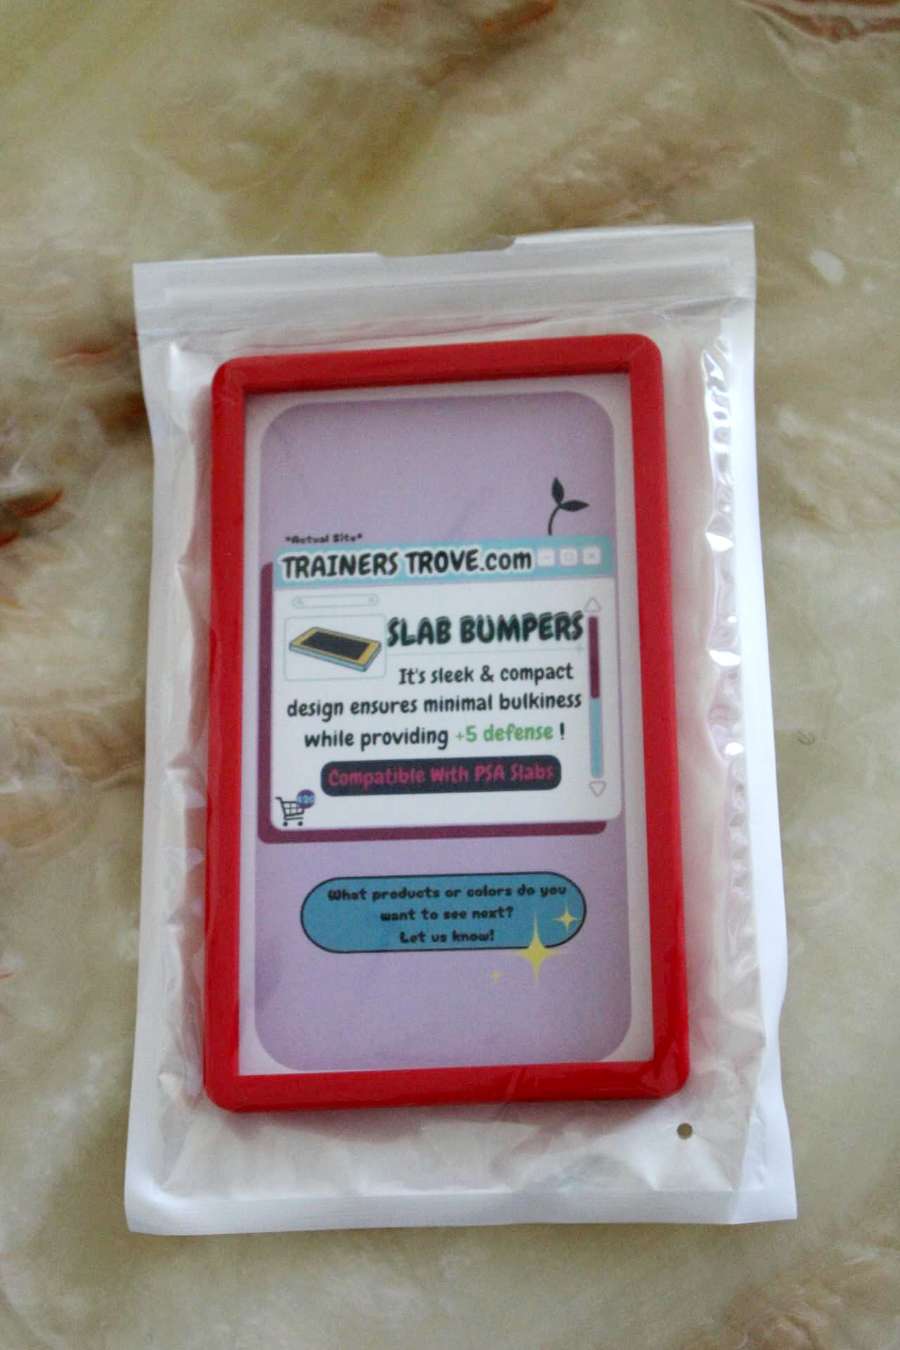 *Actual Site*
TRAINERS TROVE.com
SLAB BUMPERS
It's sleek & compact
design ensures minimal bulkiness
while providing +5 defense !
Compatible With PSA Slabs
What products or colors do you
want to see next?
Let us know!